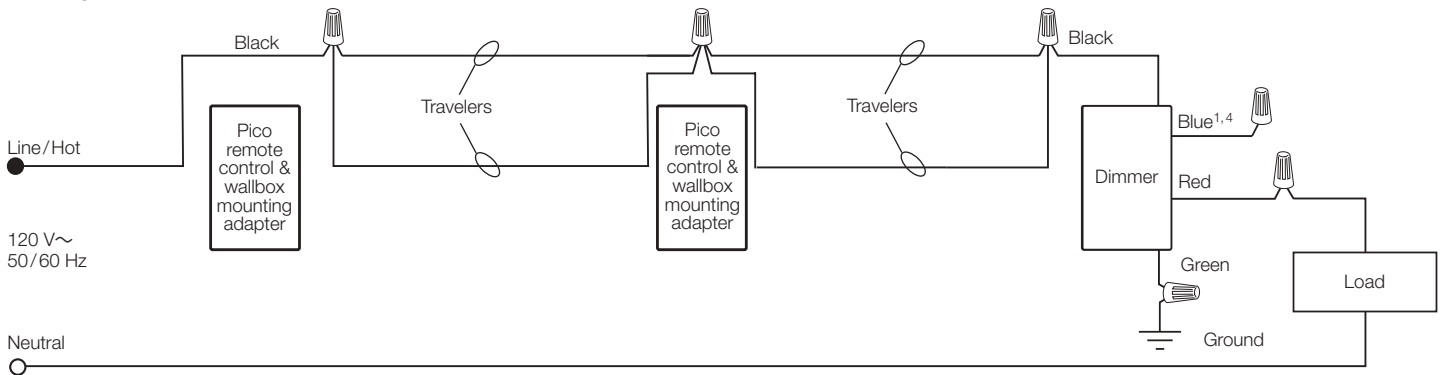 Black
Black
Travelers
Travelers
Line/Hot
Pico
remote
control &
wallbox
mounting
adapter
Pico
remote
control &
wallbox
mounting
adapter
Dimmer
Blue1, 4
Red
120 V~
50/60 Hz
Green
Load
Ground
Neutral